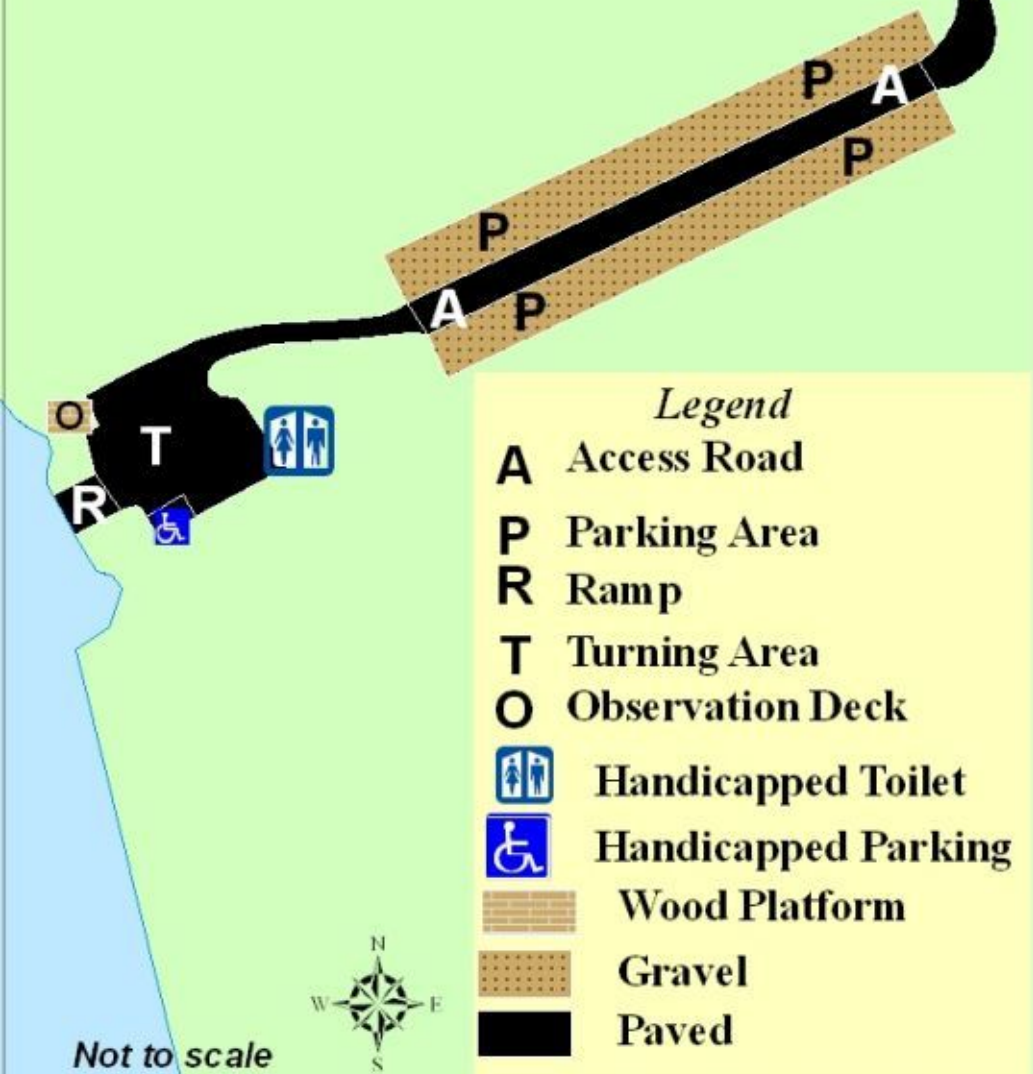 P
A
P
P
A
P
O
T
R
Legend
A Access Road
P Parking Area
R Ramp
T Turning Area
O Observation Deck
Handicapped Toilet
Handicapped Parking
Wood Platform
Gravel
Paved
N
W E
S
Not to scale